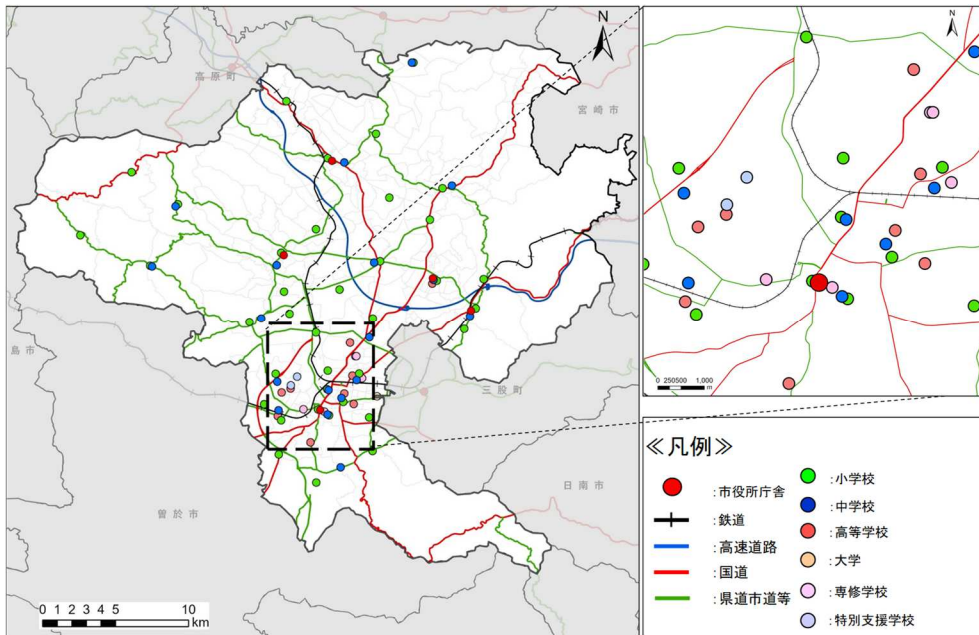 N
高原町
宮崎市
島市
三股町
日南市
曽於市
0 1 2 3 4 5 10
km
N
0 250500 1,000
m
≪凡例≫
:市役所庁舎
:鉄道
:高速道路
:国道
:県道市道等
:小学校
:中学校
:高等学校
:大学
:専修学校
:特別支援学校